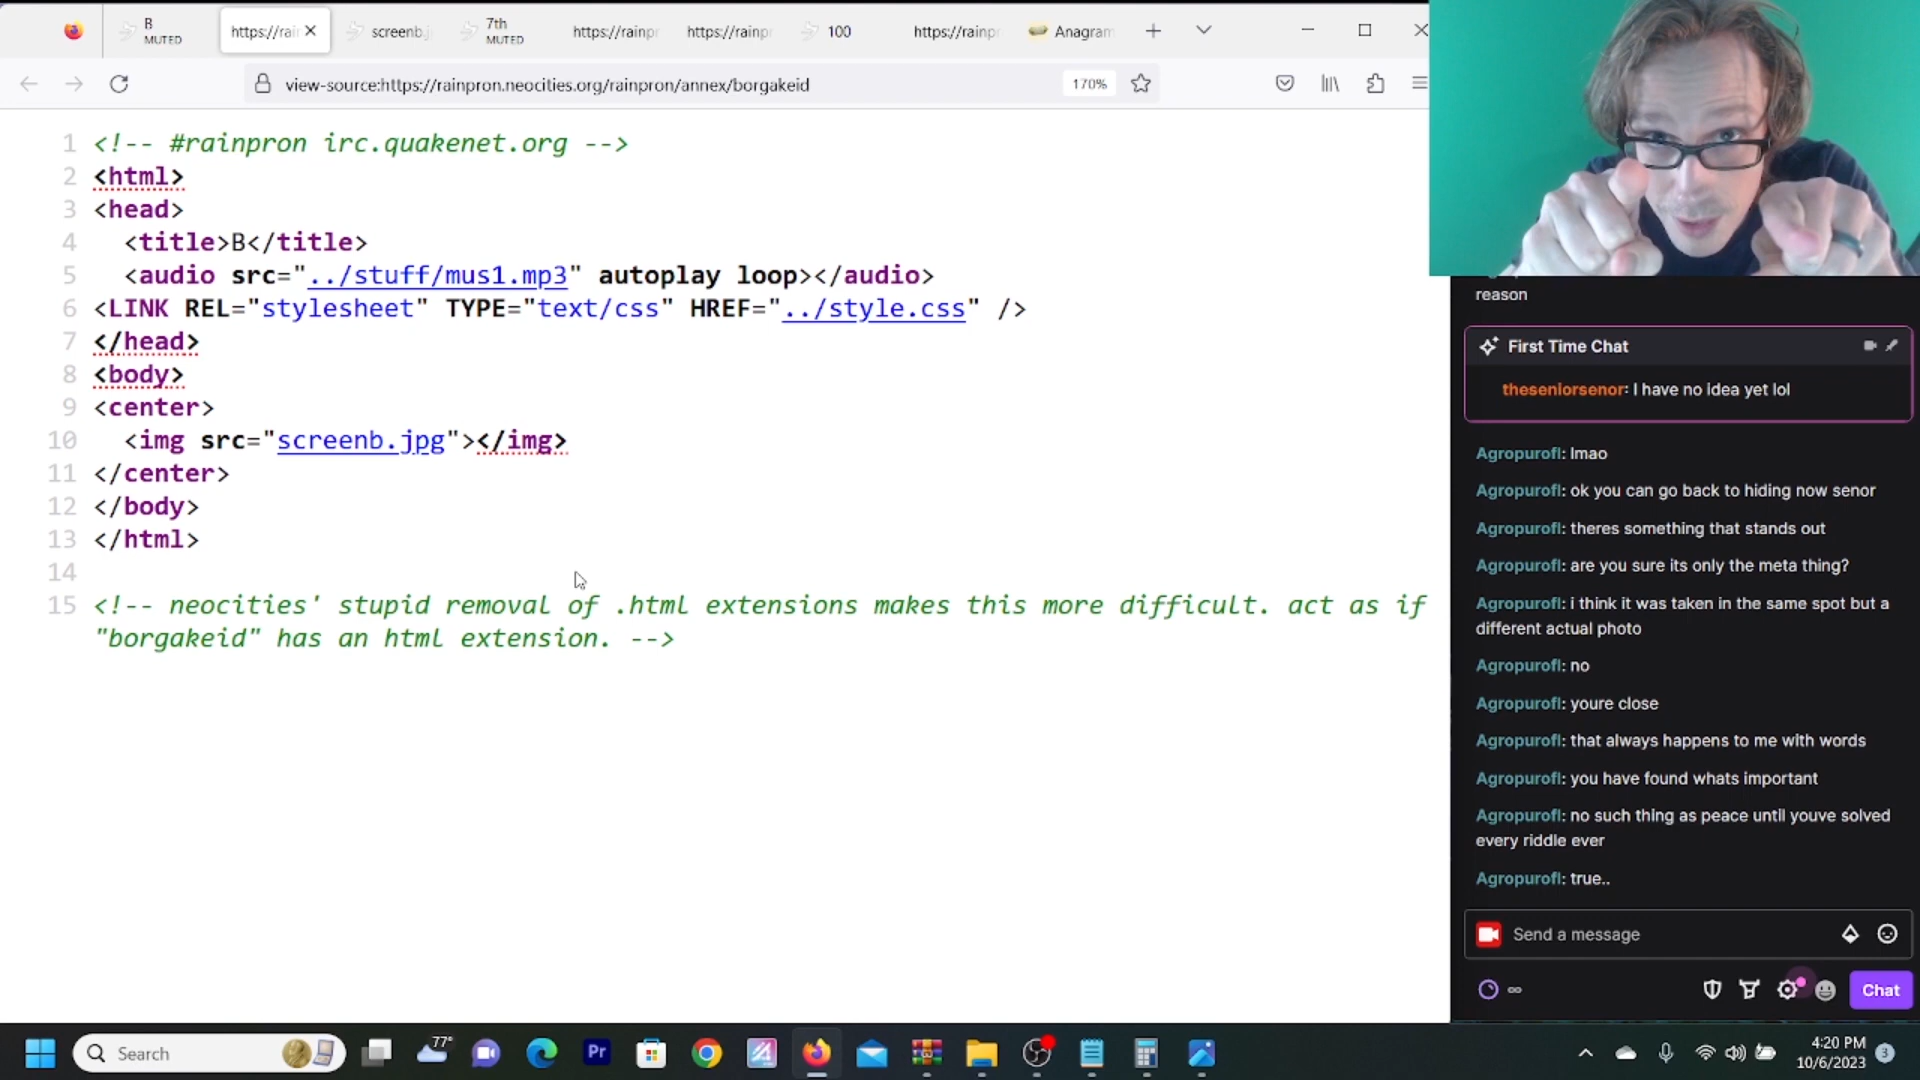 B
MUTED
https://rain
screenb.j
7th
MUTED
https://rainpr
https://rainpr
100
https://rainpr
Anagram
view-source:https://rainpron.neocities.org/rainpron/annex/borgakeid
170%
1 <!-- #rainpron irc.quakenet.org -->
2 <html>
3 <head>
4 <title>B</title>
5 <audio src="../stuff/mus1.mp3" autoplay loop></audio>
6 <LINK REL="stylesheet" TYPE="text/css" HREF="../style.css" />
7 </head>
8 <body>
9 <center>
10 <img src="screenb.jpg"></img>
11 </center>
12 </body>
13 </html>
14
15 <!-- neocities' stupid removal of .html extensions makes this more difficult. act as if
"borgakeid" has an html extension. -->
reason
First Time Chat
theseniorsenor: I have no idea yet lol
Agropurofl: lmao
Agropurofl: ok you can go back to hiding now senor
Agropurofl: theres something that stands out
Agropurofl: are you sure its only the meta thing?
Agropurofl: i think it was taken in the same spot but a
different actual photo
Agropurofl: no
Agropurofl: youre close
Agropurofl: that always happens to me with words
Agropurofl: you have found whats important
Agropurofl: no such thing as peace until youve solved
every riddle ever
Agropurofl: true..
Send a message
∞
Chat
Search
77°
Pr
4:20 PM
10/6/2023
3